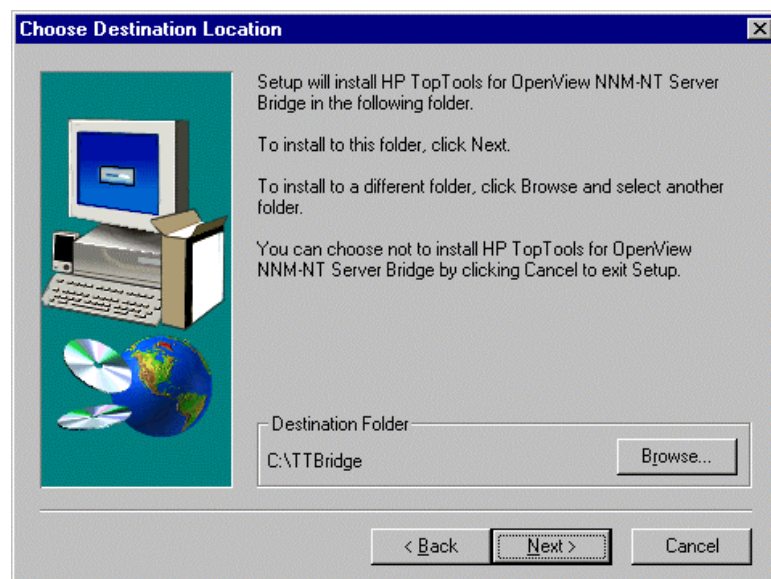 Choose Destination Location
Setup will install HP TopTools for OpenView NNM-NT Server
Bridge in the following folder.
To install to this folder, click Next.
To install to a different folder, click Browse and select another
folder.
You can choose not to install HP TopTools for OpenView
NNM-NT Server Bridge by clicking Cancel to exit Setup.
Destination Folder
C:\TTBridge
Browse...
< Back
Next >
Cancel